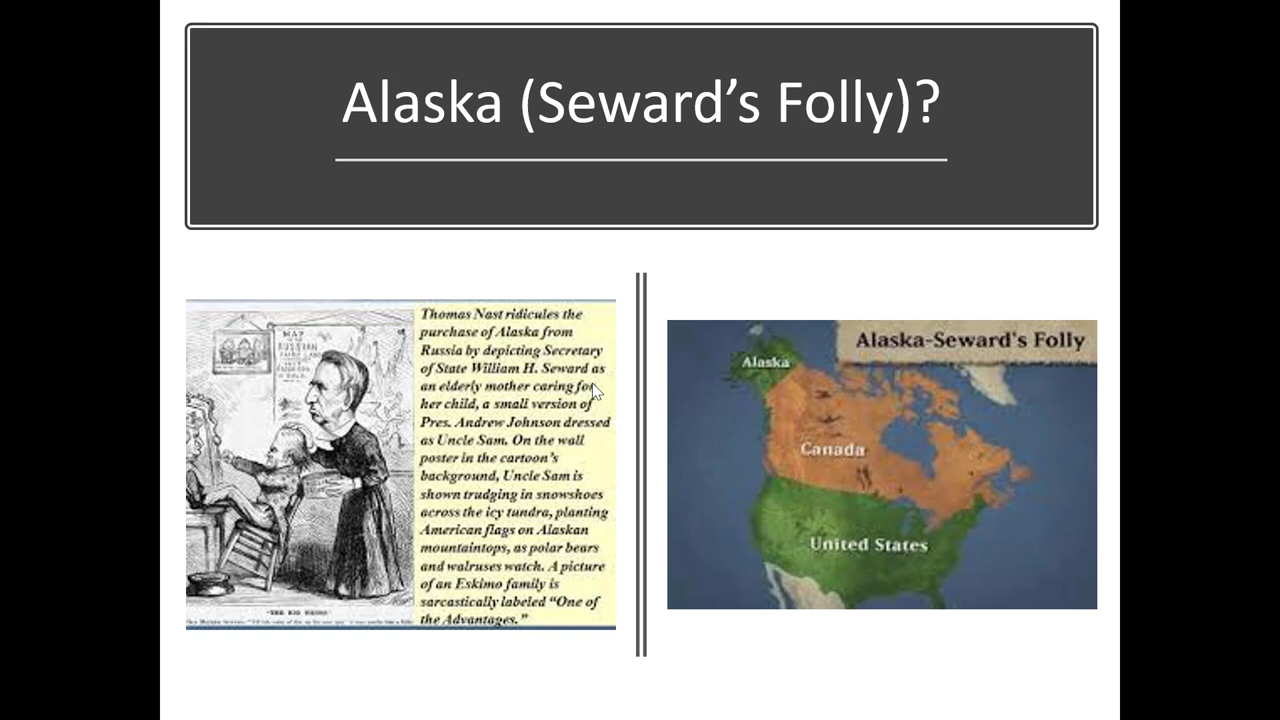 Alaska (Seward's Folly)?
Thomas Nast ridicules the
purchase of Alaska from
Russia by depicting Secretary
of State William H. Seward as
an elderly mother caring for
her child, a small version of
Pres. Andrew Johnson dressed
as Uncle Sam. On the wall
poster in the cartoon's
background, Uncle Sam is
shown trudging in snowshoes
across the icy tundra, planting
American flags on Alaskan
mountaintops, as polar bears
and walruses watch. A picture
of an Eskimo family is
sarcastically labeled "One of
the Advantages."
MAP
RUSSIAN
Alaska-Seward's Folly
Alaska
Canada
United States